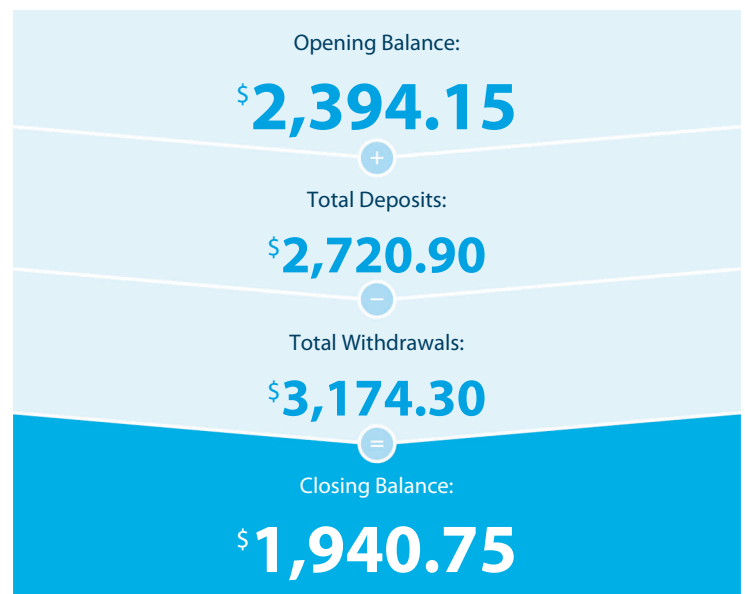 Opening Balance:
$2,394.15
+
Total Deposits:
$2,720.90
−
Total Withdrawals:
$3,174.30
=
Closing Balance:
$1,940.75